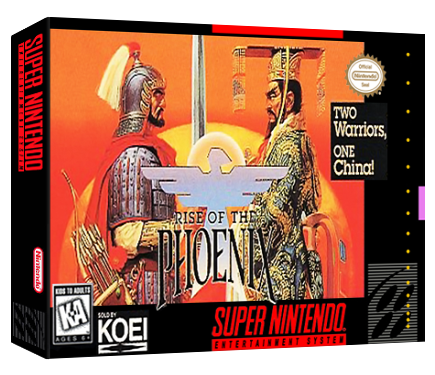 SUPER NINTENDO
Nintendo
Official
Nintendo
Seal
TWO
Warriors,
ONE
China!
RISE OF THE
PHOENIX
KIDS TO ADULTS
K-A
AGES 6+
SOLD BY
KOEI
SUPER NINTENDO
ENTERTAINMENT SYSTEM